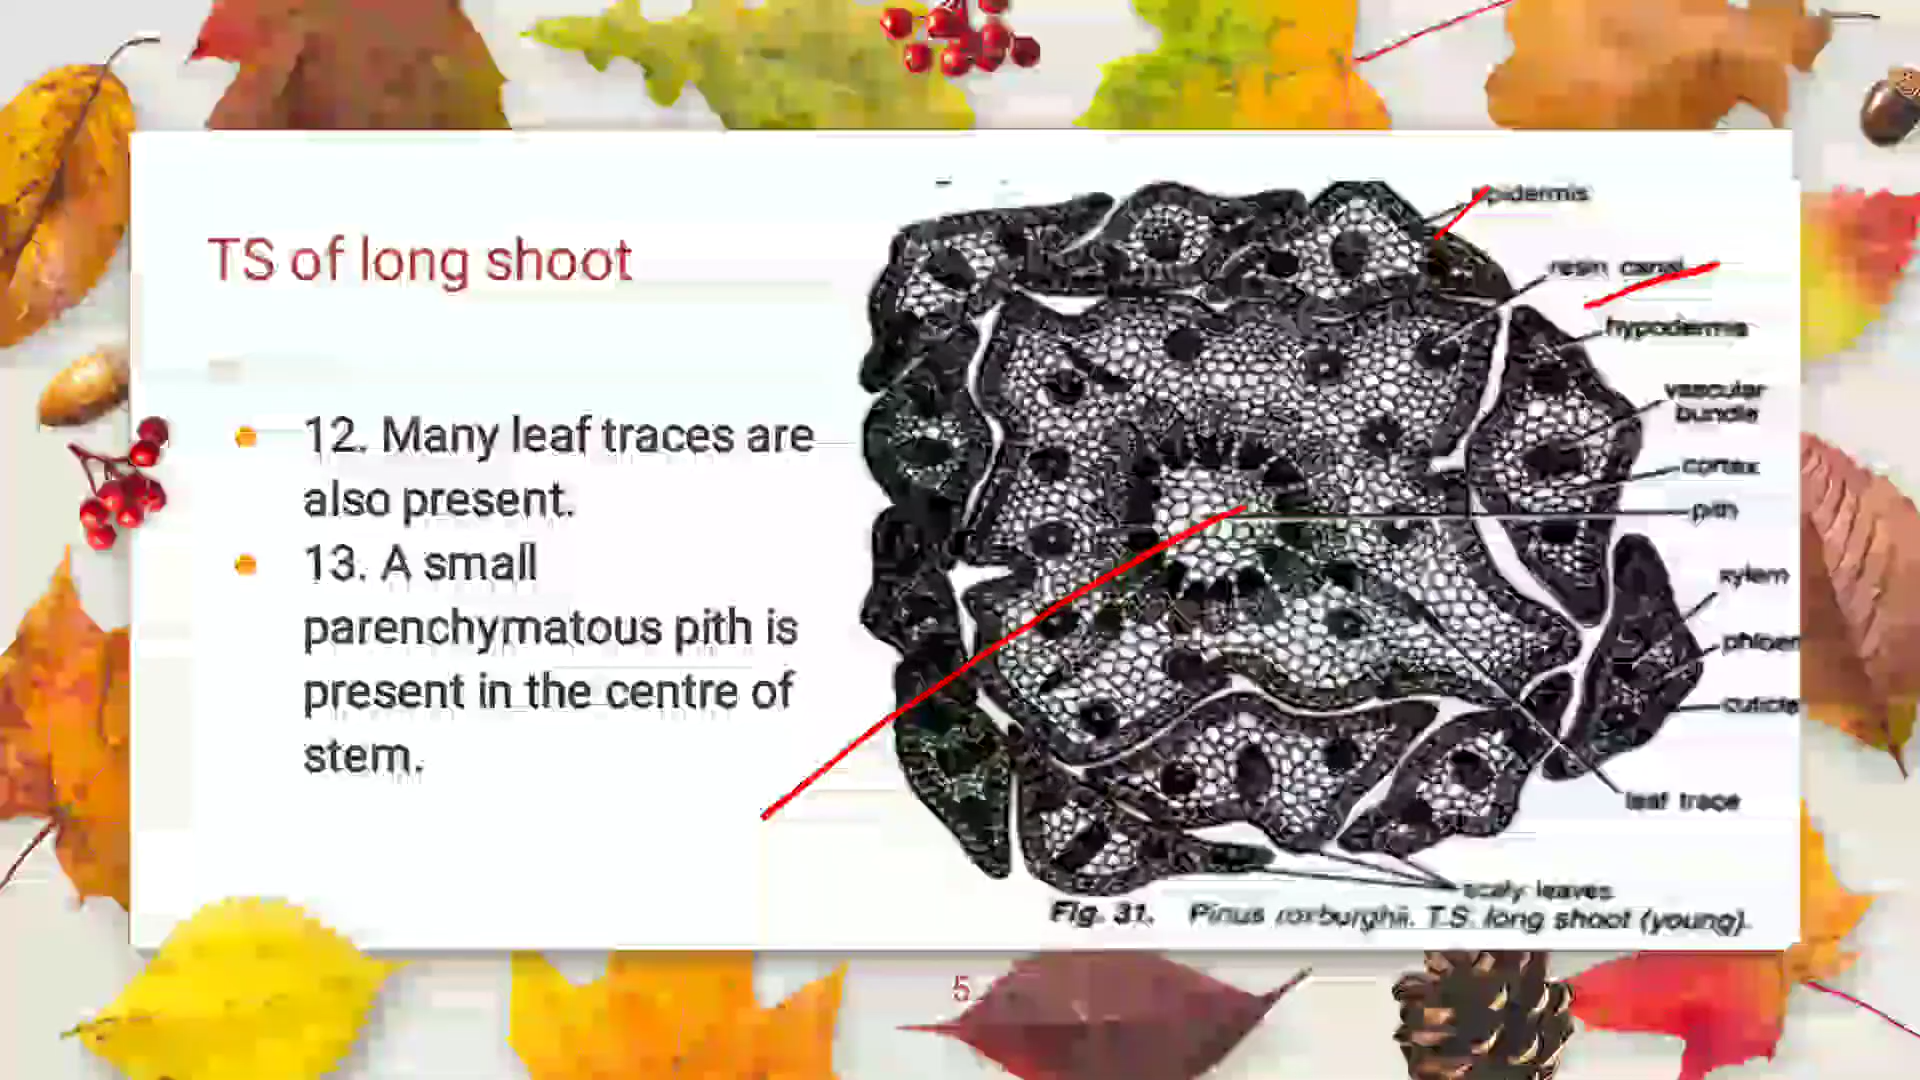 TS of long shoot
12. Many leaf traces are
also present.
13. A small
parenchymatous pith is
present in the centre of
stem.
epidermis
resin canal
hypodermis
vascular
bundle
cortex
pith
xylem
phloem
cuticle
leaf trace
scaly leaves
Fig. 31. Pinus roxburghii. T.S. long shoot (young).
5